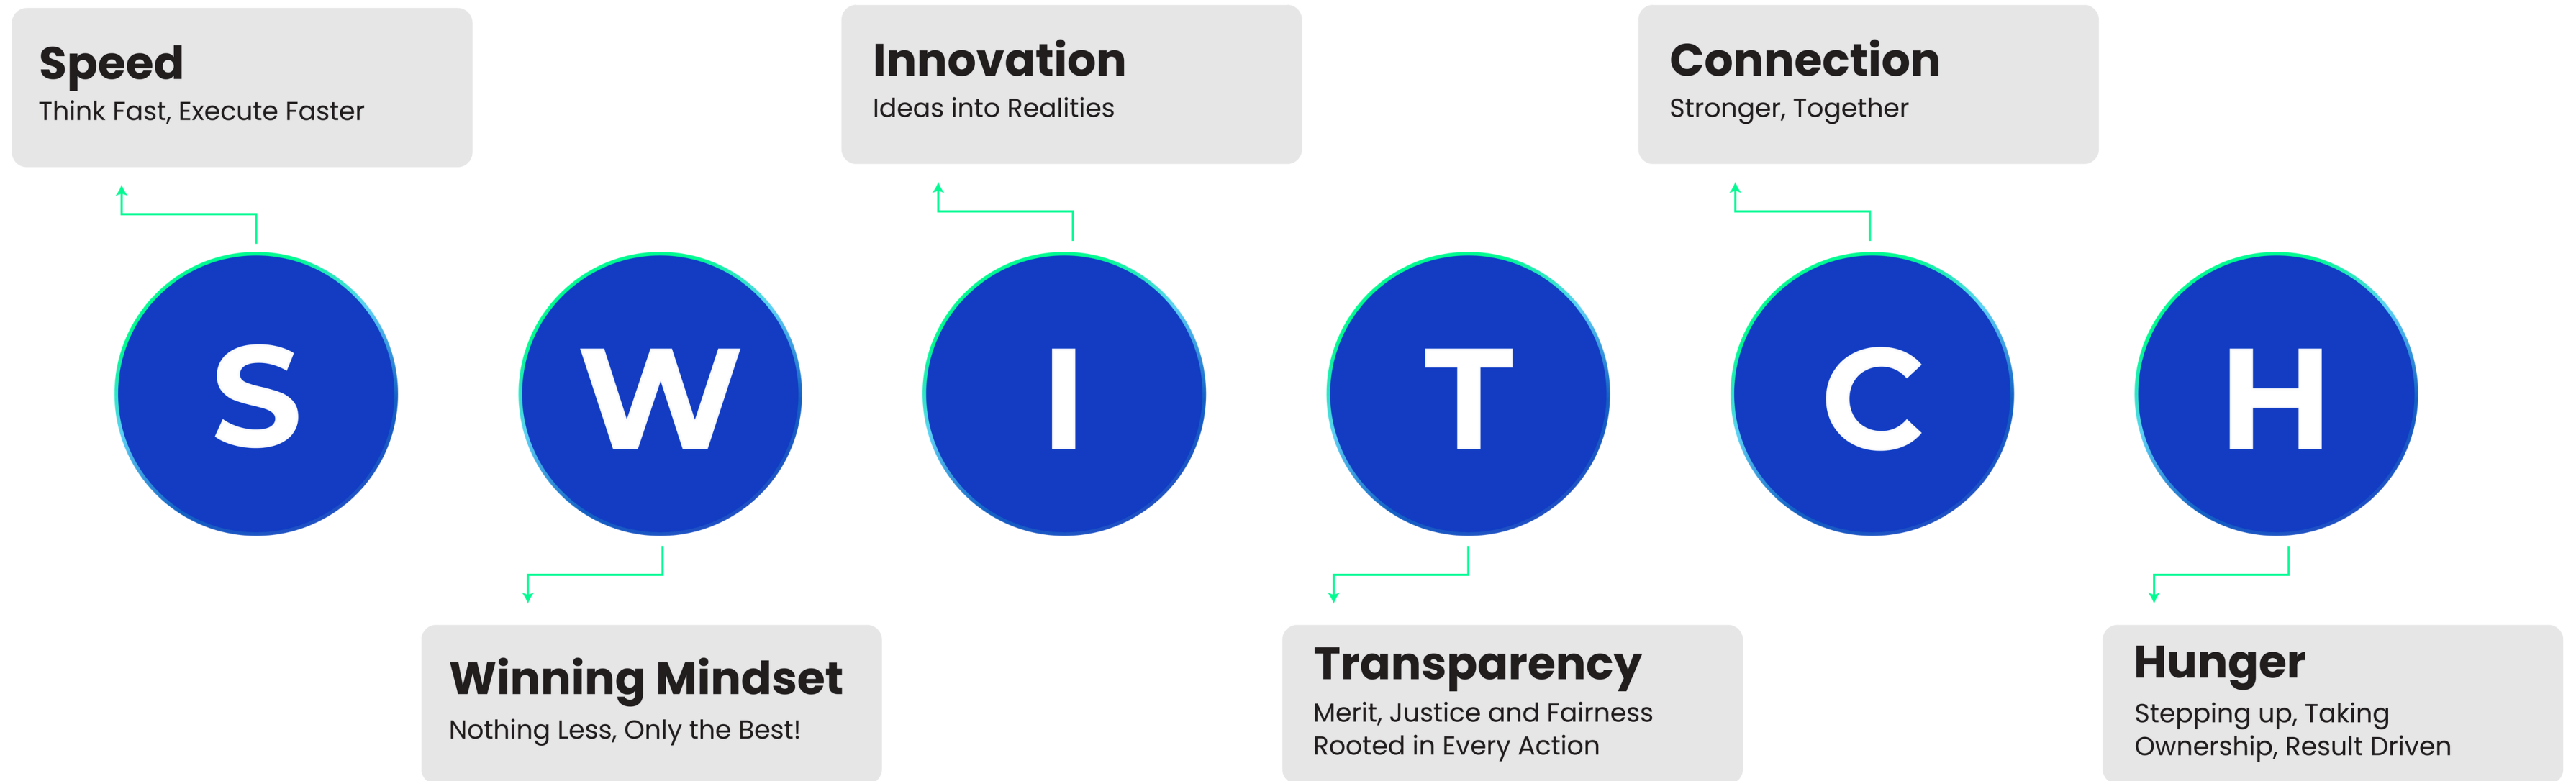 Speed
Think Fast, Execute Faster
Innovation
Ideas into Realities
Connection
Stronger, Together
S
W
I
T
C
H
Winning Mindset
Nothing Less, Only the Best!
Transparency
Merit, Justice and Fairness
Rooted in Every Action
Hunger
Stepping up, Taking
Ownership, Result Driven